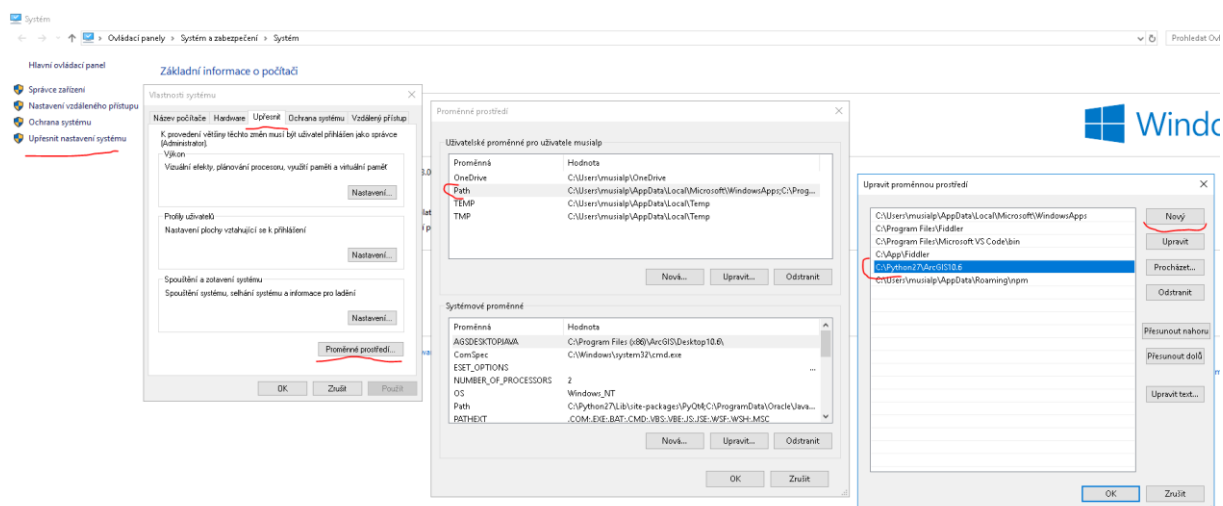 Systém
Ovládací panely > Systém a zabezpečení > Systém
Prohledat Ovl
Hlavní ovládací panel
Správce zařízení
Nastavení vzdáleného přístupu
Ochrana systému
Upřesnit nastavení systému
Základní informace o počítači
Windo
Vlastnosti systému
Název počítače Hardware Upřesnit Ochrana systému Vzdálený přístup
K provedení většiny těchto změn musí být uživatel přihlášen jako správce
(Administrator).
Výkon
Vizuální efekty, plánování procesoru, využití paměti a virtuální paměť
Nastavení...
Profily uživatelů
Nastavení plochy vztahující se k přihlášení
Nastavení...
Spouštění a zotavení systému
Spouštění systému, selhání systému a informace pro ladění
Nastavení...
Proměnné prostředí...
OK Zrušit Použít
Proměnné prostředí
Uživatelské proměnné pro uživatele musialp
Proměnná Hodnota
OneDrive C:\Users\musialp\OneDrive
Path C:\Users\musialp\AppData\Local\Microsoft\WindowsApps;C:\Prog...
TEMP C:\Users\musialp\AppData\Local\Temp
TMP C:\Users\musialp\AppData\Local\Temp
Nová... Upravit... Odstranit
Systémové proměnné
Proměnná Hodnota
AGSDESKTOPJAVA C:\Program Files (x86)\ArcGIS\Desktop10.6\
ComSpec C:\Windows\system32\cmd.exe
ESET_OPTIONS ...
NUMBER_OF_PROCESSORS 2
OS Windows_NT
Path C:\Python27\Lib\site-packages\PyQt4;C:\ProgramData\Oracle\Java...
PATHEXT .COM;.EXE;.BAT;.CMD;.VBS;.VBE;.JS;.JSE;.WSF;.WSH;.MSC
Nová... Upravit... Odstranit
OK Zrušit
Upravit proměnnou prostředí
C:\Users\musialp\AppData\Local\Microsoft\WindowsApps
C:\Program Files\Fiddler
C:\Program Files\Microsoft VS Code\bin
C:\App\Fiddler
C:\Python27\ArcGIS10.6
C:\Users\musialp\AppData\Roaming\npm
Nový
Upravit
Procházet...
Odstranit
Přesunout nahoru
Přesunout dolů
Upravit text...
OK Zrušit